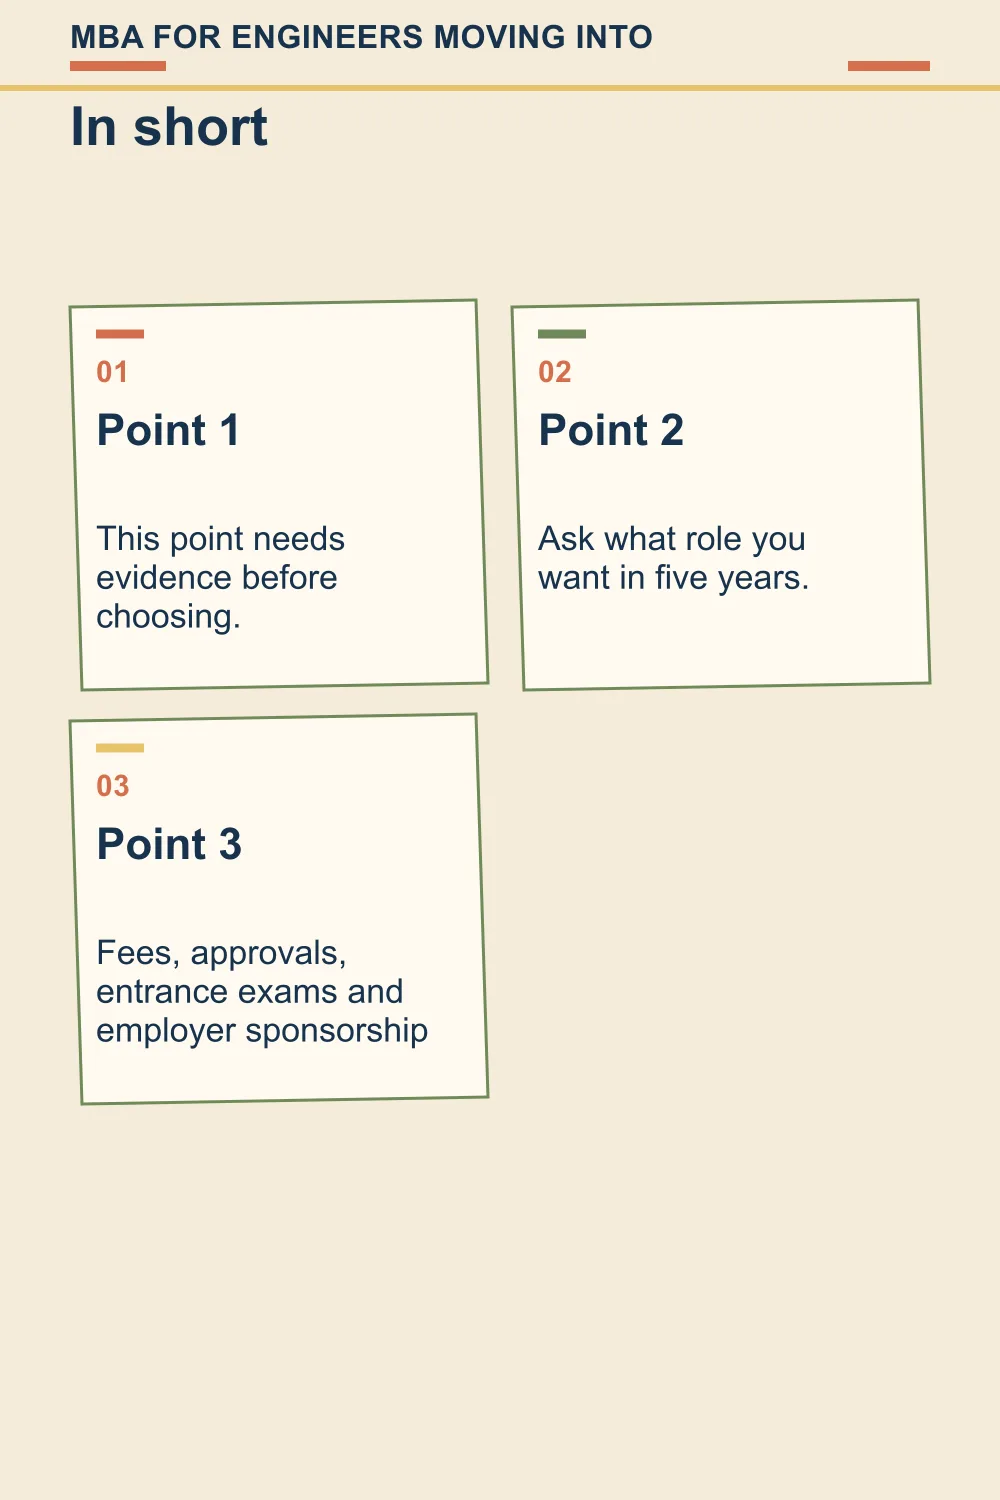 MBA FOR ENGINEERS MOVING INTO
In short
01
Point 1
This point needs
evidence before
choosing.
02
Point 2
Ask what role you
want in five years.
03
Point 3
Fees, approvals,
entrance exams and
employer sponsorship